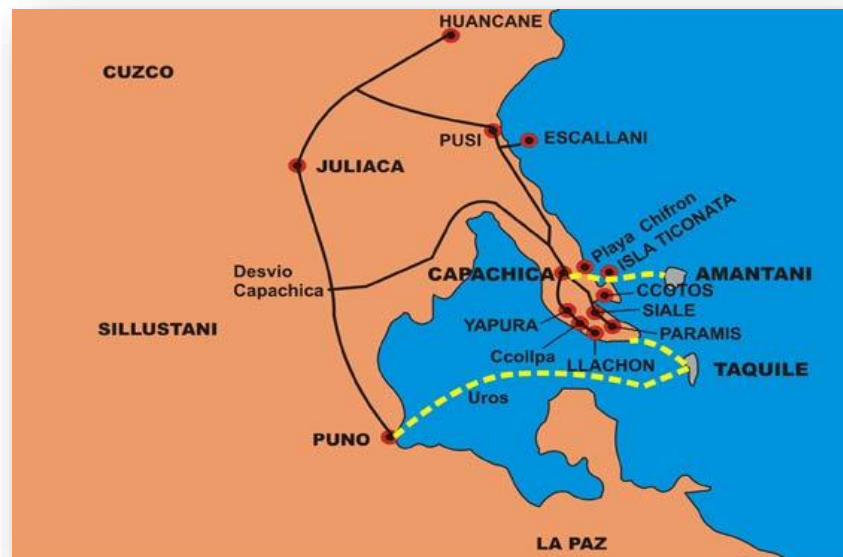 HUANCANE
CUZCO
PUSI
ESCALLANI
JULIACA
Playa Chifron
ISLA TICONATA
Desvio
Capachica
CAPACHICA
AMANTANI
CCOTOS
SIALE
SILLUSTANI
YAPURA
PARAMIS
Ccollpa
LLACHON
TAQUILE
Uros
PUNO
LA PAZ